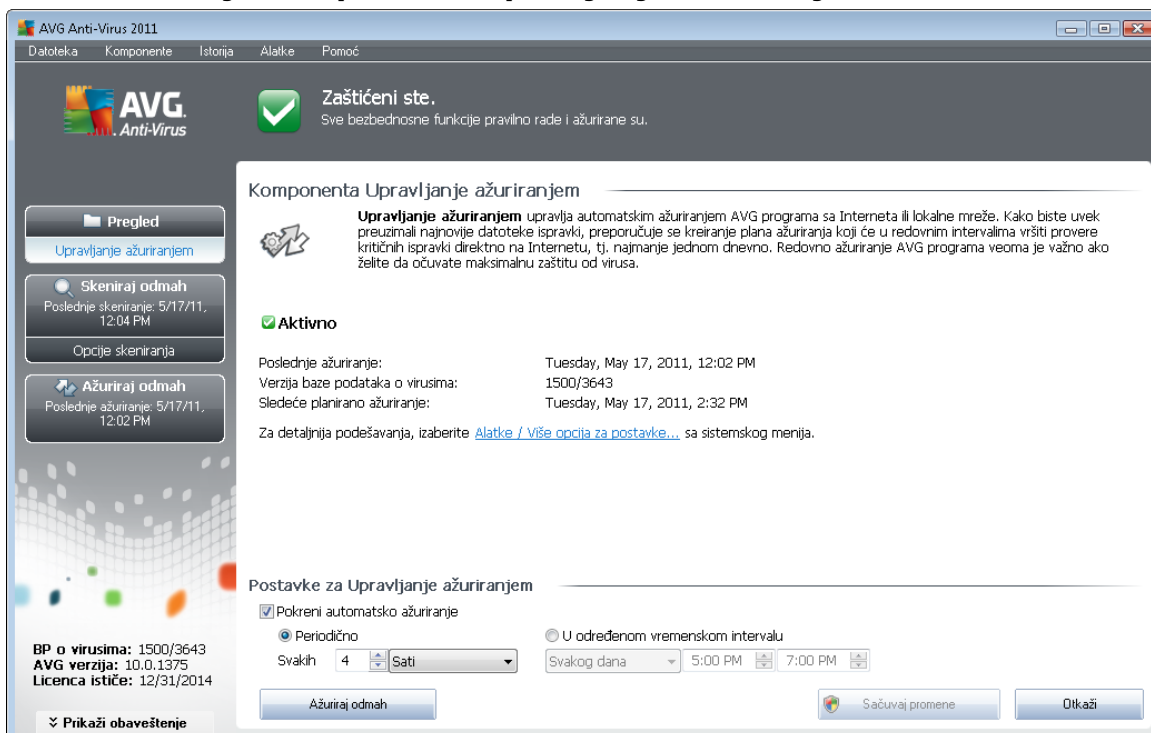 AVG Anti-Virus 2011
Datoteka Komponente Istorija Alatke Pomoć
AVG.
Anti-Virus
Zaštićeni ste.
Sve bezbednosne funkcije pravilno rade i ažurirane su.
Pregled
Upravljanje ažuriranjem
Skeniraj odmah
Poslednje skeniranje: 5/17/11,
12:04 PM
Opcije skeniranja
Ažuriraj odmah
Poslednje ažuriranje: 5/17/11,
12:02 PM
BP o virusima: 1500/3643
AVG verzija: 10.0.1375
Licenca ističe: 12/31/2014
Prikaži obaveštenje
Komponenta Upravljanje ažuriranjem
Upravljanje ažuriranjem upravlja automatskim ažuriranjem AVG programa sa Interneta ili lokalne mreže. Kako biste uvek
preuzimali najnovije datoteke ispravki, preporučuje se kreiranje plana ažuriranja koji će u redovnim intervalima vršiti provere
kritičnih ispravki direktno na Internetu, tj. najmanje jednom dnevno. Redovno ažuriranje AVG programa veoma je važno ako
želite da očuvate maksimalnu zaštitu od virusa.
Aktivno
Poslednje ažuriranje: Tuesday, May 17, 2011, 12:02 PM
Verzija baze podataka o virusima: 1500/3643
Sledeće planirano ažuriranje: Tuesday, May 17, 2011, 2:32 PM
Za detaljnija podešavanja, izaberite Alatke / Više opcija za postavke... sa sistemskog menija.
Postavke za Upravljanje ažuriranjem
Pokreni automatsko ažuriranje
Periodično U određenom vremenskom intervalu
Svakih 4 Sati Svakog dana 5:00 PM 7:00 PM
Ažuriraj odmah Sačuvaj promene Otkaži